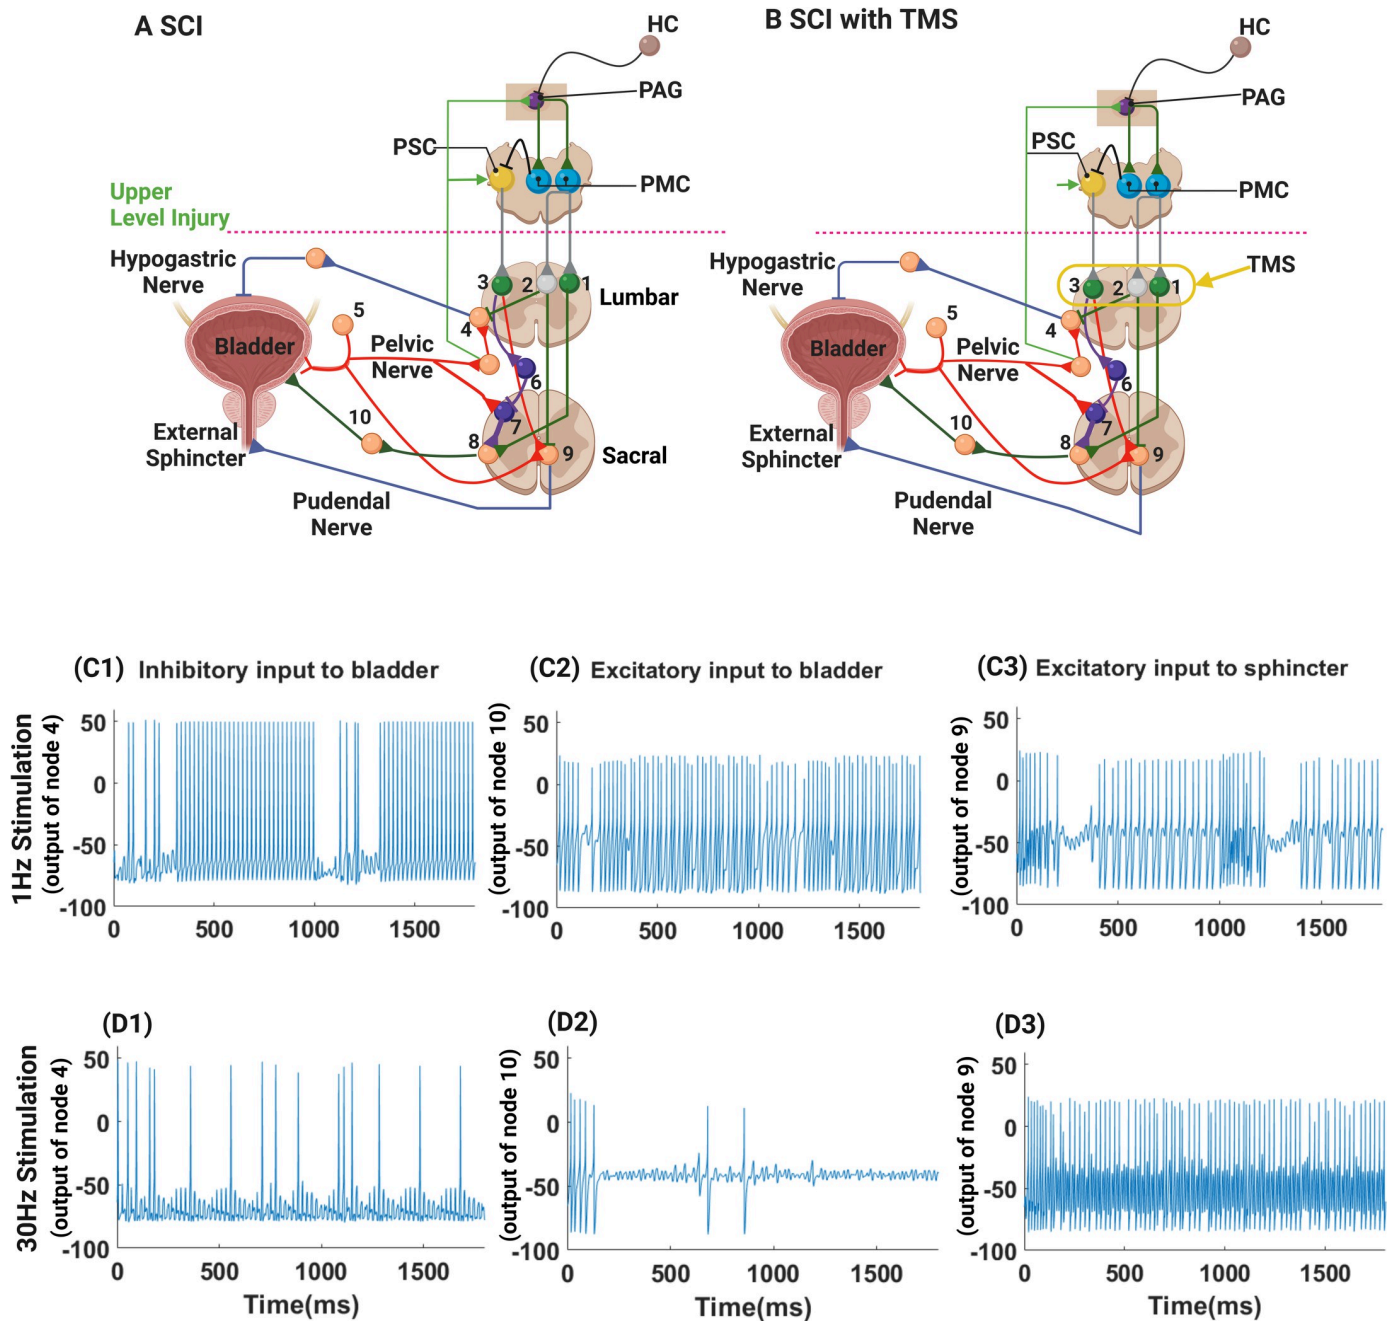 A SCI
HC
PAG
PSC
PMC
Upper
Level Injury
Hypogastric
Nerve
3
2
1
Lumbar
5
4
Bladder
Pelvic
Nerve
6
10
7
8
9
External
Sphincter
Sacral
Pudendal
Nerve
B SCI with TMS
HC
PAG
PSC
PMC
Hypogastric
Nerve
TMS
3
2
1
5
4
Bladder
Pelvic
Nerve
6
10
7
8
9
External
Sphincter
Pudendal
Nerve
(C1) Inhibitory input to bladder
(C2) Excitatory input to bladder
(C3) Excitatory input to sphincter
1Hz Stimulation
(output of node 4)
50
0
-50
-100
0 500 1000 1500
(output of node 10)
50
0
-50
-100
0 500 1000 1500
(output of node 9)
50
0
-50
-100
0 500 1000 1500
(D1)
(D2)
(D3)
30Hz Stimulation
(output of node 4)
50
0
-50
-100
0 500 1000 1500
Time(ms)
(output of node 10)
50
0
-50
-100
0 500 1000 1500
Time(ms)
(output of node 9)
50
0
-50
-100
0 500 1000 1500
Time(ms)